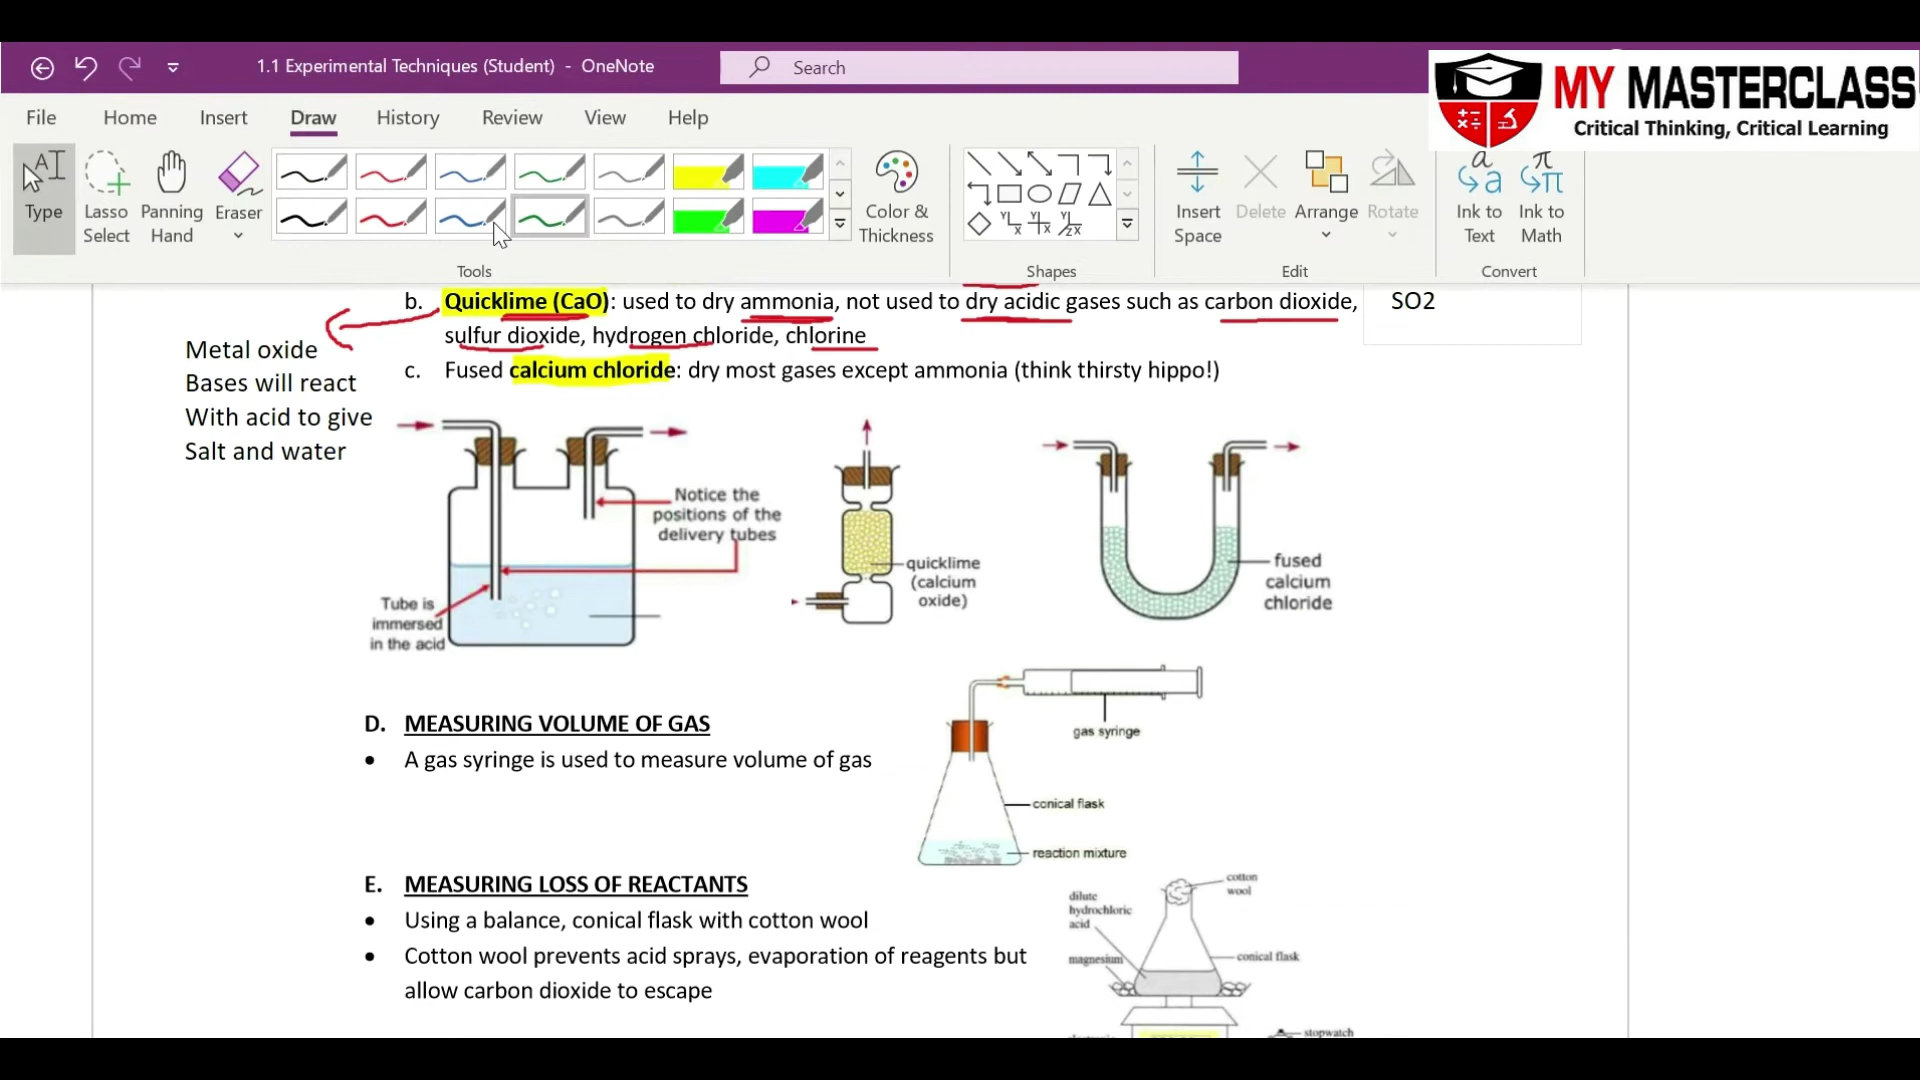 1.1 Experimental Techniques (Student) - OneNote
Search
MY MASTERCLASS
Critical Thinking, Critical Learning
File Home Insert Draw History Review View Help
Type
Lasso Select
Panning Hand
Eraser
Color & Thickness
Insert Space
Delete
Arrange
Rotate
Ink to Text
Ink to Math
Tools
Shapes
Edit
Convert
b. Quicklime (CaO): used to dry ammonia, not used to dry acidic gases such as carbon dioxide,
sulfur dioxide, hydrogen chloride, chlorine
SO2
c. Fused calcium chloride: dry most gases except ammonia (think thirsty hippo!)
Metal oxide
Bases will react
With acid to give
Salt and water
Notice the
positions of the
delivery tubes
Tube is
immersed
in the acid
quicklime
(calcium
oxide)
fused
calcium
chloride
D. MEASURING VOLUME OF GAS
• A gas syringe is used to measure volume of gas
gas syringe
conical flask
reaction mixture
E. MEASURING LOSS OF REACTANTS
• Using a balance, conical flask with cotton wool
• Cotton wool prevents acid sprays, evaporation of reagents but
allow carbon dioxide to escape
cotton
wool
dilute
hydrochloric
acid
magnesium
conical flask
stopwatch